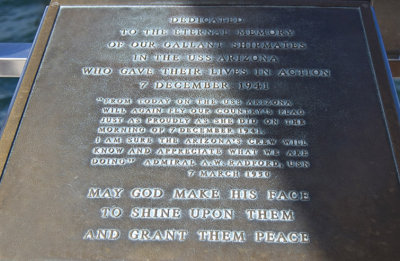 DEDICATED
TO THE ETERNAL MEMORY
OF OUR GALLANT SHIPMATES
IN THE USS ARIZONA
WHO GAVE THEIR LIVES IN ACTION
7 DECEMBER 1941
"FROM TODAY ON THE USS ARIZONA
WILL AGAIN FLY OUR COUNTRY'S FLAG
JUST AS PROUDLY AS SHE DID ON THE
MORNING OF 7 DECEMBER 1941.
I AM SURE THE ARIZONA'S CREW WILL
KNOW AND APPRECIATE WHAT WE ARE
DOING" ADMIRAL A.W. RADFORD, USN
7 MARCH 1950
MAY GOD MAKE HIS FACE
TO SHINE UPON THEM
AND GRANT THEM PEACE